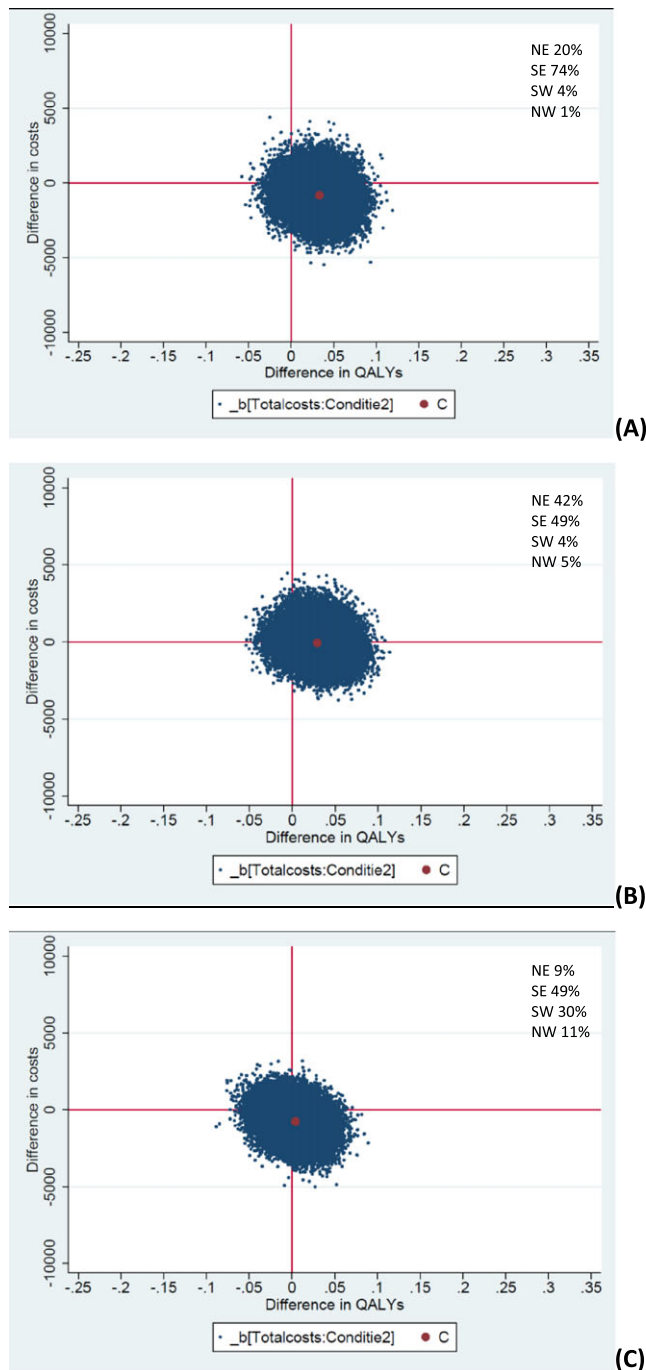 NE 20%
SE 74%
SW 4%
NW 1%
Difference in costs
10000
5000
0
-5000
-10000
-.25 -.2 -.15 -.1 -.05 0 .05 .1 .15 .2 .25 .3 .35
Difference in QALYs
_b[Totalcosts:Conditie2] C
(A)
NE 42%
SE 49%
SW 4%
NW 5%
Difference in costs
10000
5000
0
-5000
-10000
-.25 -.2 -.15 -.1 -.05 0 .05 .1 .15 .2 .25 .3 .35
Difference in QALYs
_b[Totalcosts:Conditie2] C
(B)
NE 9%
SE 49%
SW 30%
NW 11%
Difference in costs
10000
5000
0
-5000
-10000
-.25 -.2 -.15 -.1 -.05 0 .05 .1 .15 .2 .25 .3 .35
Difference in QALYs
_b[Totalcosts:Conditie2] C
(C)